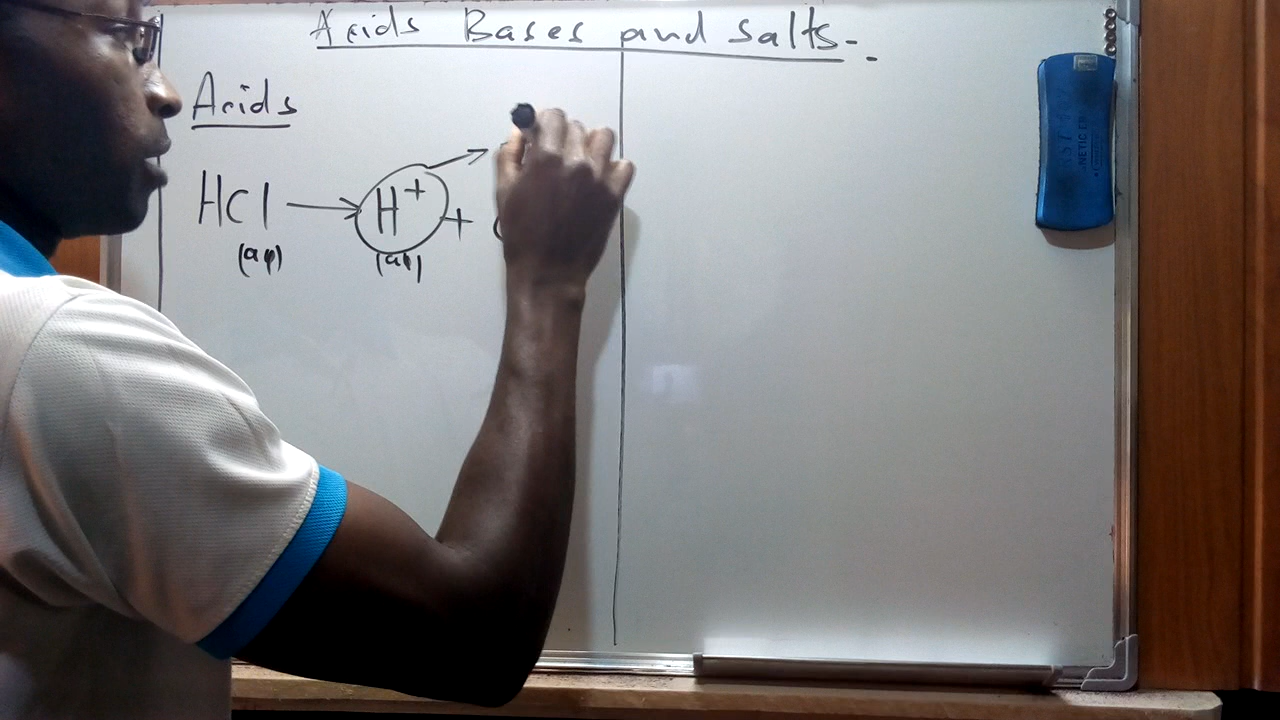 Acids Bases and salts-.
Acids
HCl → H+ +
(aq) (aq)